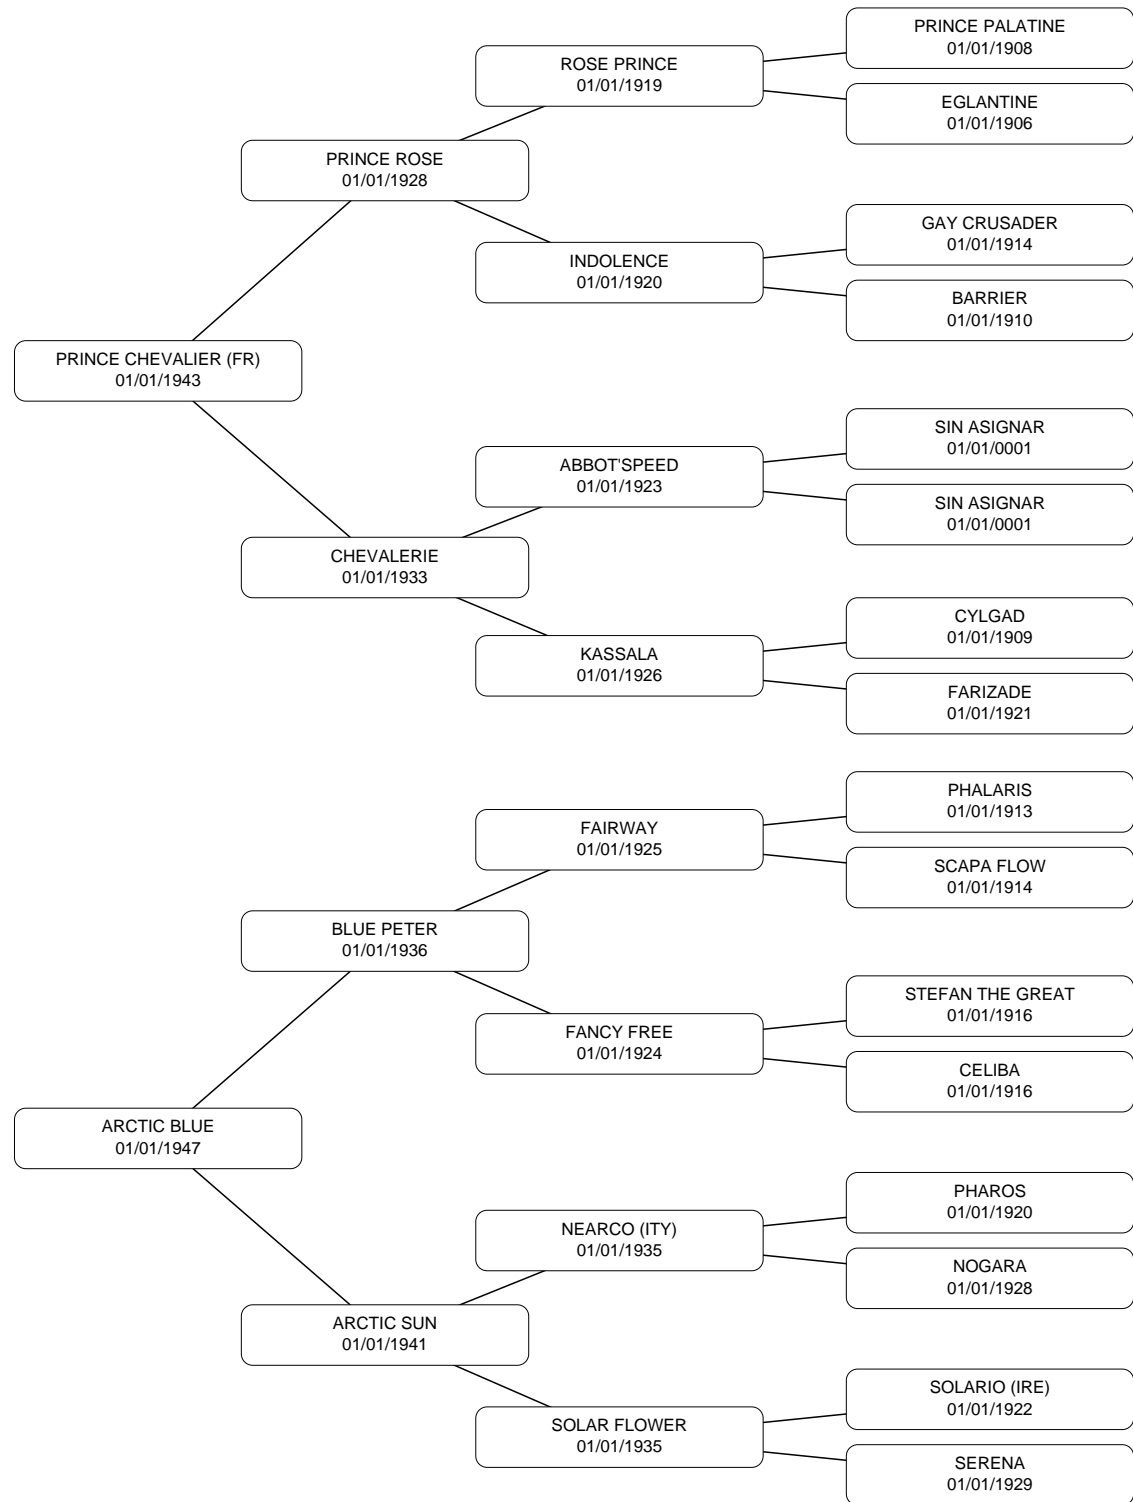 PRINCE PALATINE
01/01/1908
ROSE PRINCE
01/01/1919
EGLANTINE
01/01/1906
PRINCE ROSE
01/01/1928
GAY CRUSADER
01/01/1914
INDOLENCE
01/01/1920
BARRIER
01/01/1910
PRINCE CHEVALIER (FR)
01/01/1943
SIN ASIGNAR
01/01/0001
ABBOT'SPEED
01/01/1923
SIN ASIGNAR
01/01/0001
CHEVALERIE
01/01/1933
CYLGAD
01/01/1909
KASSALA
01/01/1926
FARIZADE
01/01/1921
PHALARIS
01/01/1913
FAIRWAY
01/01/1925
SCAPA FLOW
01/01/1914
BLUE PETER
01/01/1936
STEFAN THE GREAT
01/01/1916
FANCY FREE
01/01/1924
CELIBA
01/01/1916
ARCTIC BLUE
01/01/1947
PHAROS
01/01/1920
NEARCO (ITY)
01/01/1935
NOGARA
01/01/1928
ARCTIC SUN
01/01/1941
SOLARIO (IRE)
01/01/1922
SOLAR FLOWER
01/01/1935
SERENA
01/01/1929